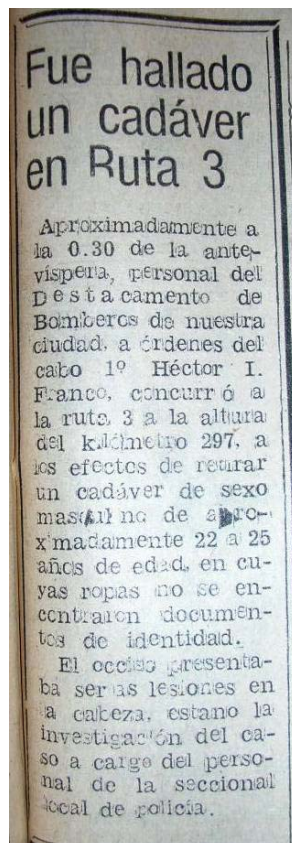 Fue hallado
un cadáver
en Ruta 3
Aproximadamente a
la 0.30 de la ante-
víspera, personal del
Destacamento de
Bomberos de nuestra
ciudad, a órdenes del
cabo 1º Héctor I.
Franco, concurró a
la ruta 3 a la altura
del kilómetro 297, a
los efectos de retirar
un cadáver de sexo
masculino de apro-
ximadamente 22 a 25
años de edad, en cu-
yas ropas no se en-
contraron documen-
tos de identidad.
El occiso presenta-
ba serias lesiones en
la cabeza, estano la
investigación del ca-
so a cargo del perso-
nal de la seccional
local de policía.